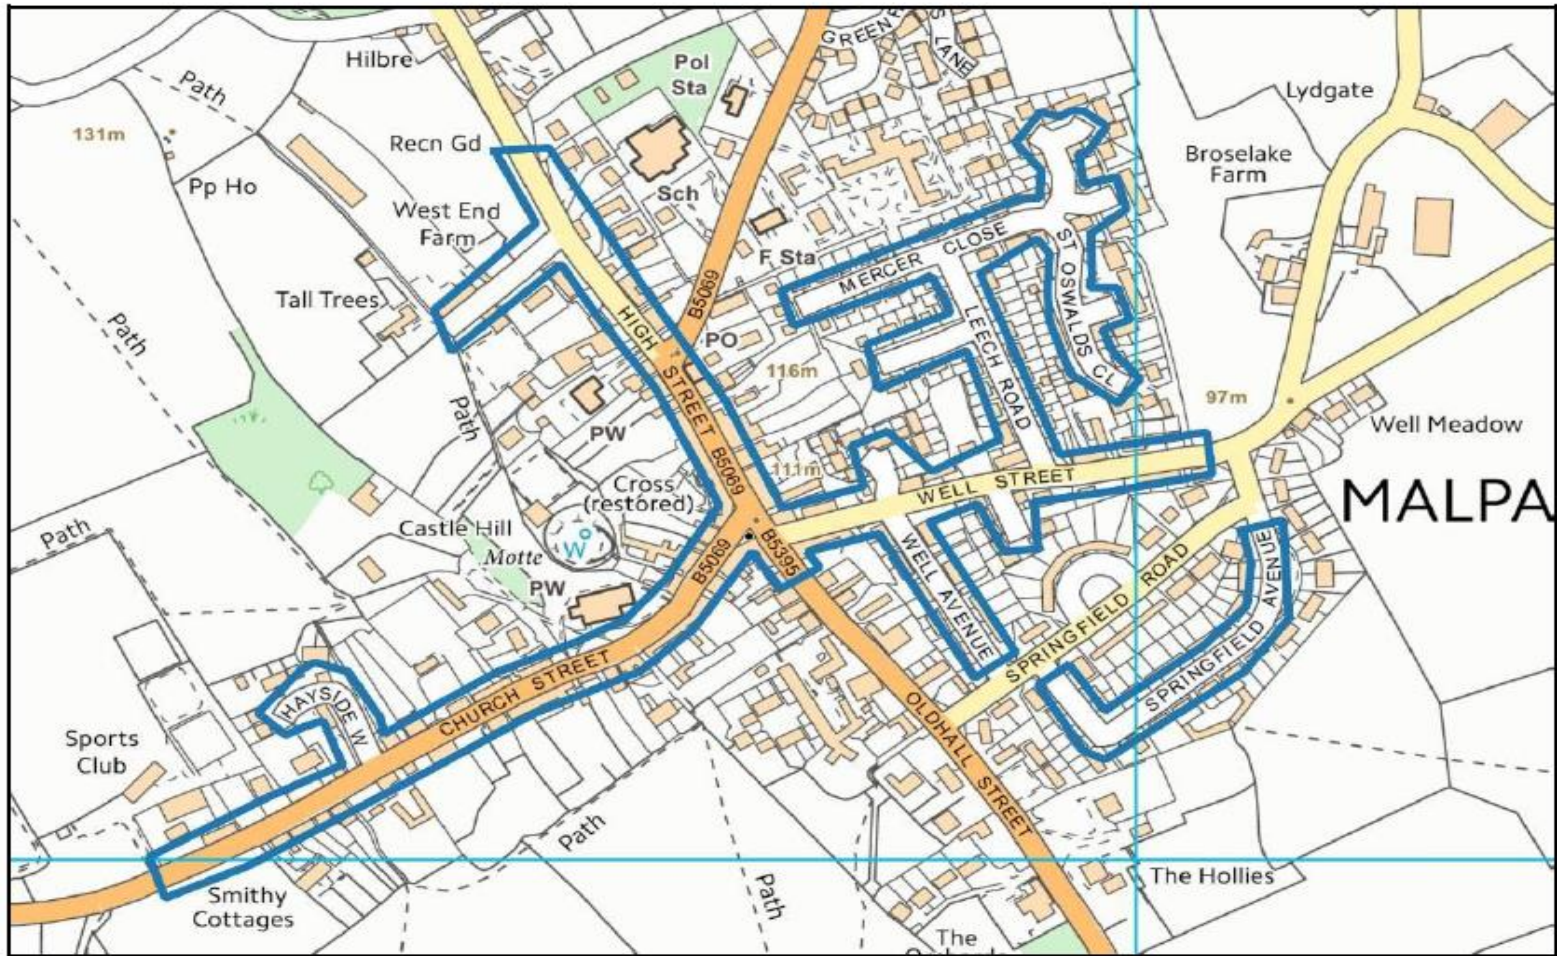 GREENF
S LANE
Hilbre
Pol
Sta
Path
131m
Lydgate
Recn Gd
Broselake
Farm
Pp Ho
Sch
West End
Farm
F Sta
MERCER CLOSE
ST OSWALDS CL
B5069
Tall Trees
Path
HIGH STREET
PO
LEECH ROAD
116m
97m
Path
Well Meadow
PW
B5069
111m
Cross
(restored)
WELL STREET
MALPA
Path
Castle Hill
Motte
W
B5069
B5395
WELL AVENUE
SPRINGFIELD ROAD
SPRINGFIELD AVENUE
PW
CHURCH STREET
HAYSIDE W
OLDHALL STREET
Sports
Club
Path
Path
Smithy
Cottages
The Hollies
The